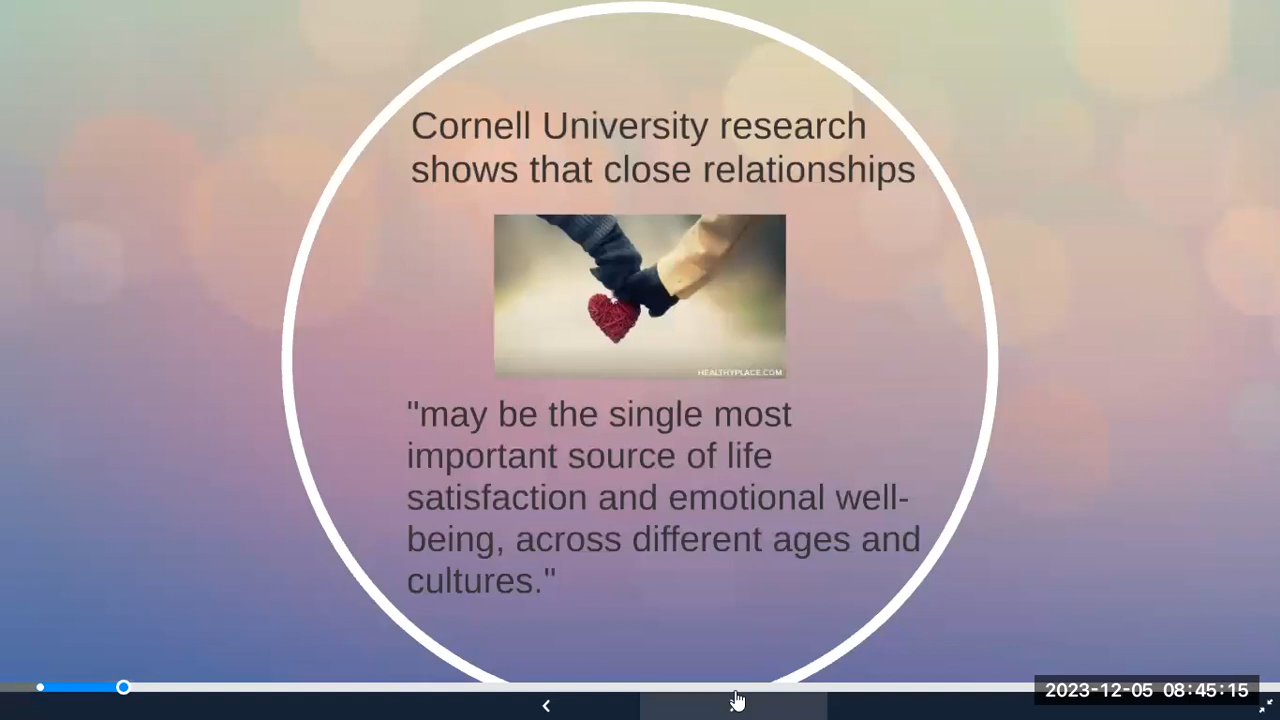 Cornell University research
shows that close relationships
HEALTHYPLACE.COM
"may be the single most
important source of life
satisfaction and emotional well-
being, across different ages and
cultures."
2023-12-05 08:45:15